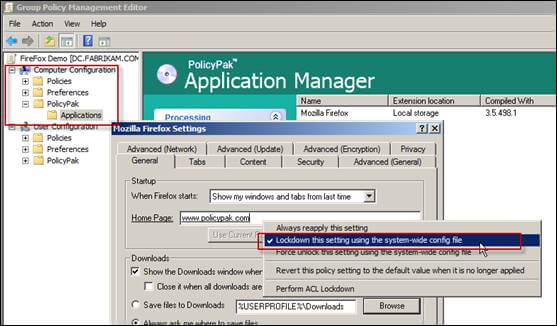 Group Policy Management Editor
File Action View Help
FireFox Demo [DC.FABRIKAM.COM
Computer Configuration
Policies
Preferences
PolicyPak
Applications
User Configuration
Policies
Preferences
PolicyPak
PolicyPak™
Application Manager
Processing
Name Extension location Compiled With
Mozilla Firefox Local storage 3.5.498.1
Mozilla Firefox Settings
Advanced (Network) Advanced (Update) Advanced (Encryption) Privacy
General Tabs Content Security Advanced (General)
Startup
When Firefox starts: Show my windows and tabs from last time
Home Page: www.policypak.com
Use Current
Always reapply this setting
Lockdown this setting using the system-wide config file
Force unlock this setting using the system-wide config file
Revert this policy setting to the default value when it is no longer applied
Perform ACL Lockdown
Downloads
Show the Downloads window when
Close it when all downloads are
Save files to Downloads %USERPROFILE%\Downloads Browse
Always ask me where to save files